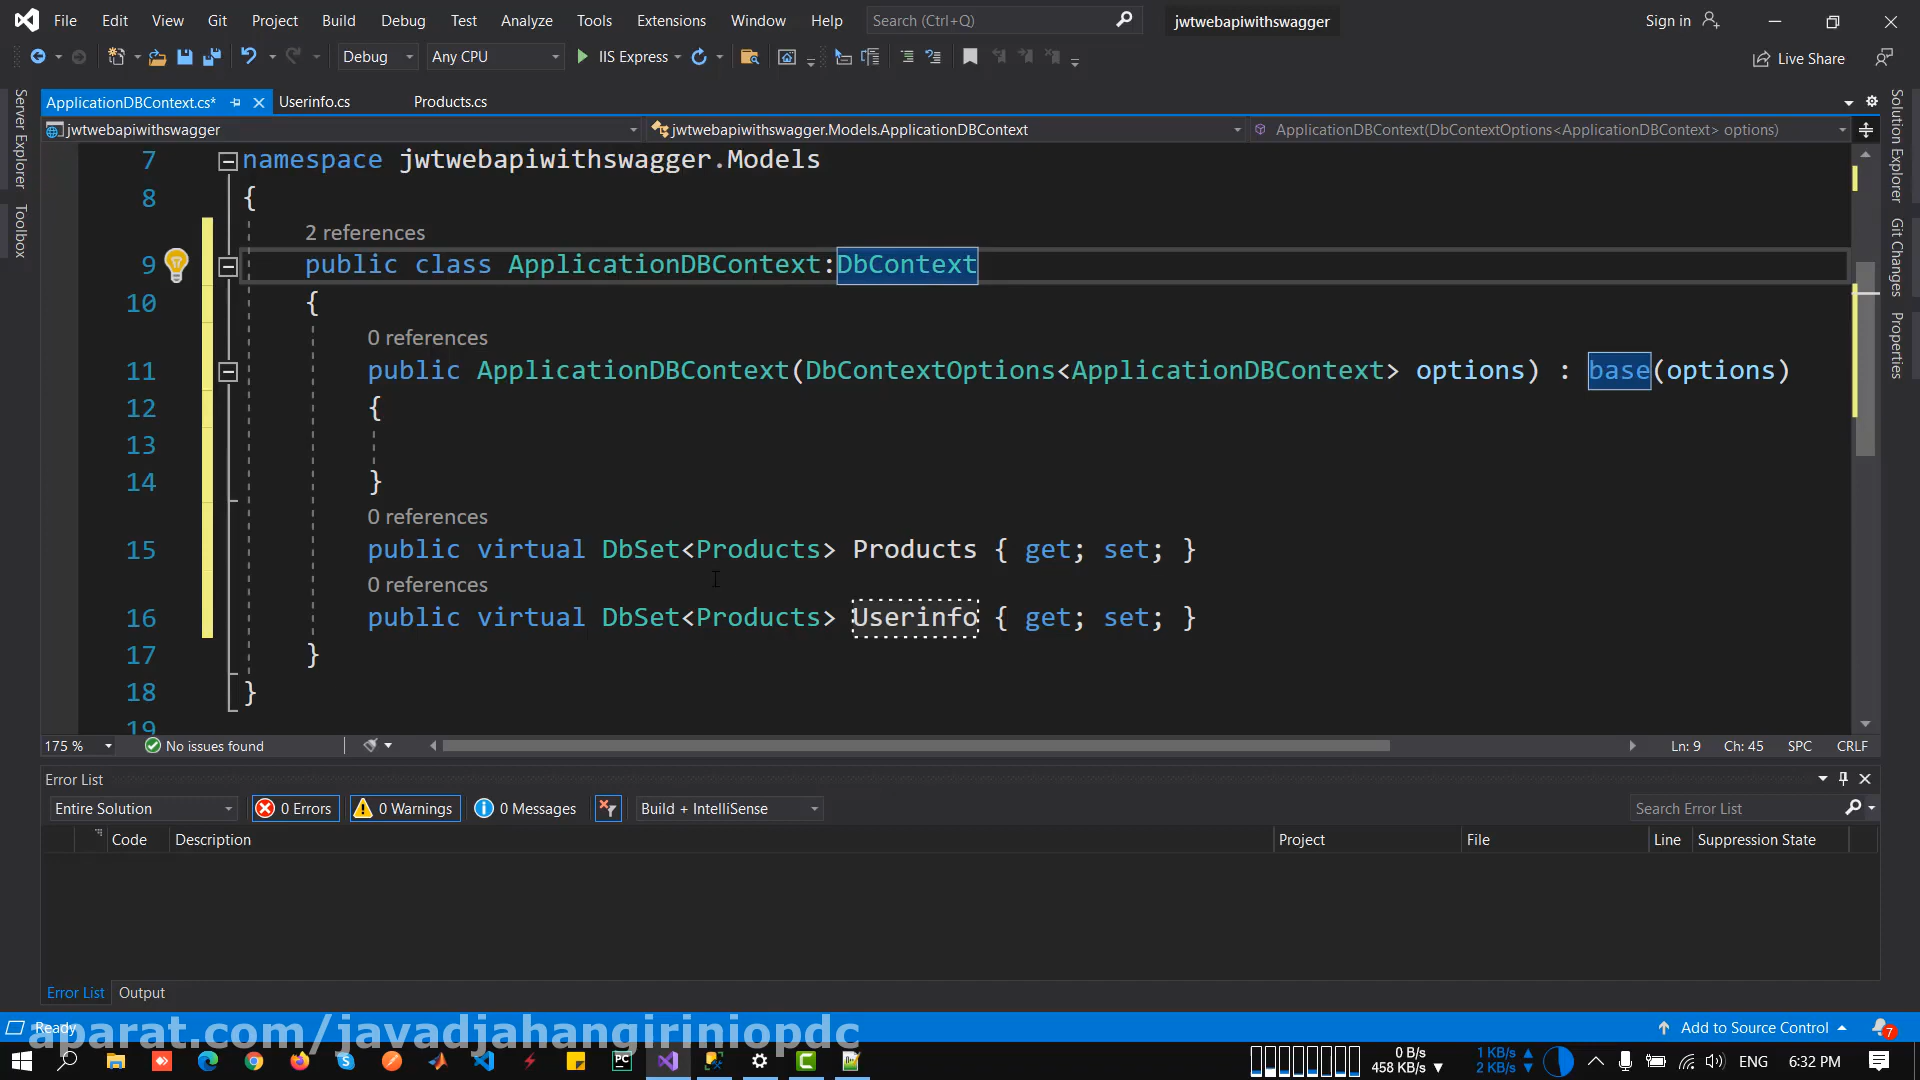 File Edit View Git Project Build Debug Test Analyze Tools Extensions Window Help Search (Ctrl+Q) jwtwebapiwithswagger Sign in
Debug Any CPU IIS Express Live Share
ApplicationDBContext.cs* Userinfo.cs Products.cs
jwtwebapiwithswagger jwtwebapiwithswagger.Models.ApplicationDBContext ApplicationDBContext(DbContextOptions<ApplicationDBContext> options)
Server Explorer
Toolbox
Solution Explorer
Git Changes
Properties
7 namespace jwtwebapiwithswagger.Models
8 {
2 references
9 public class ApplicationDBContext:DbContext
10 {
0 references
11 public ApplicationDBContext(DbContextOptions<ApplicationDBContext> options) : base(options)
12 {
13
14 }
0 references
15 public virtual DbSet<Products> Products { get; set; }
0 references
16 public virtual DbSet<Products> Userinfo { get; set; }
17 }
18 }
19
175 % No issues found Ln: 9 Ch: 45 SPC CRLF
Error List
Entire Solution 0 Errors 0 Warnings 0 Messages Build + IntelliSense Search Error List
Code Description Project File Line Suppression State
Error List Output
Ready Add to Source Control 7
aparat.com/javadjahangiriniopdc
PC 0 B/s 458 KB/s 1 KB/s 2 KB/s ENG 6:32 PM